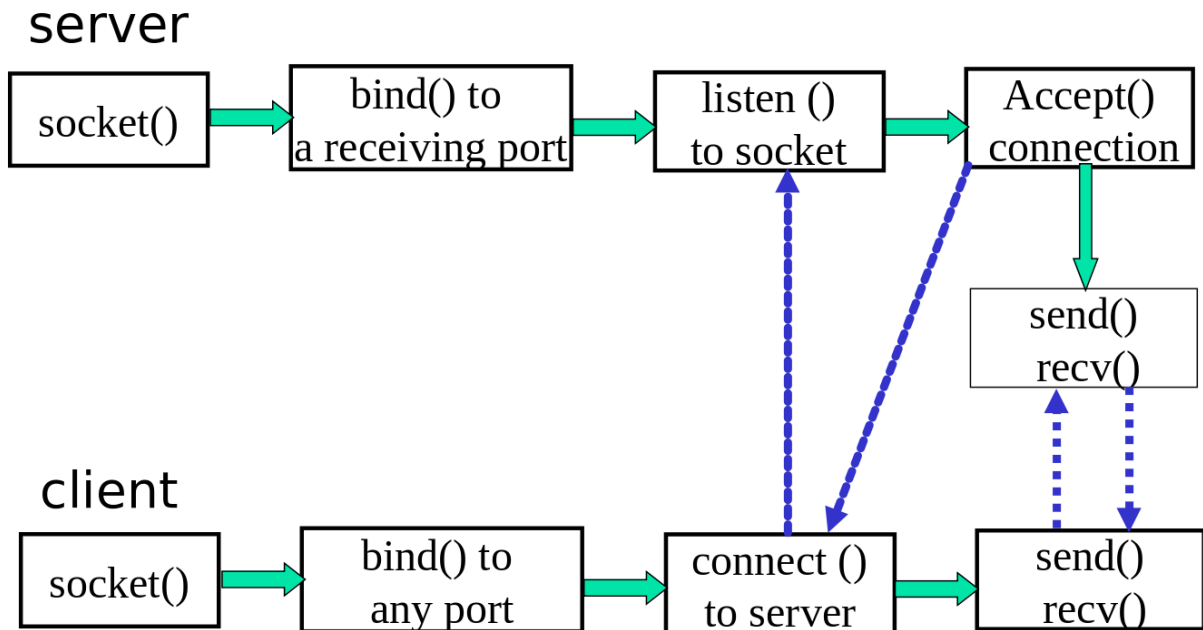 server
socket()
bind() to
a receiving port
listen ()
to socket
Accept()
connection
send()
recv()
client
socket()
bind() to
any port
connect ()
to server
send()
recv()